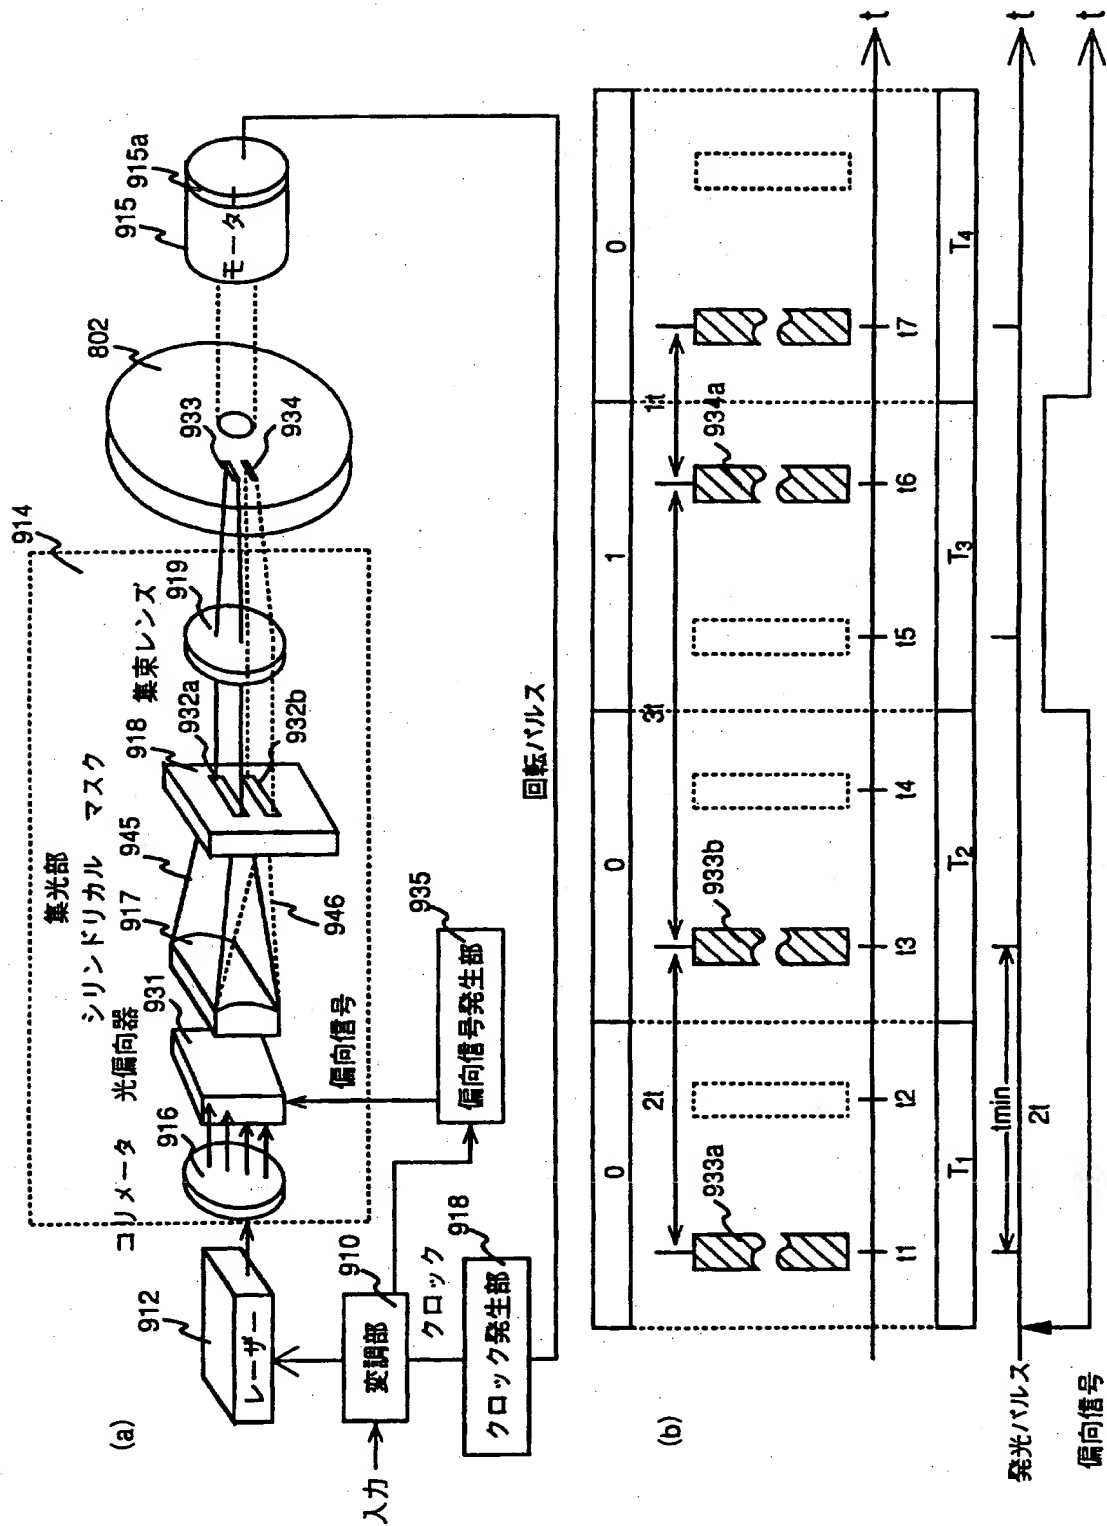 (a)
914
集光部
シリンドリカル マスク
コリメータ
916
光偏向器
931
917
945
918
932a
932b
集束レンズ
919
802
933
934
915
915a
モータ
946
912
レーザー
偏向信号
935
偏向信号発生部
入力
変調部
910
クロック
クロック発生部
918
回転パルス
(b)
0
0
1
0
2t
3t
1t
933a
933b
934a
t1
t2
t3
t4
t5
t6
t7
t
T1
T2
T3
T4
発光パルス
tmin
2t
t
偏向信号
t